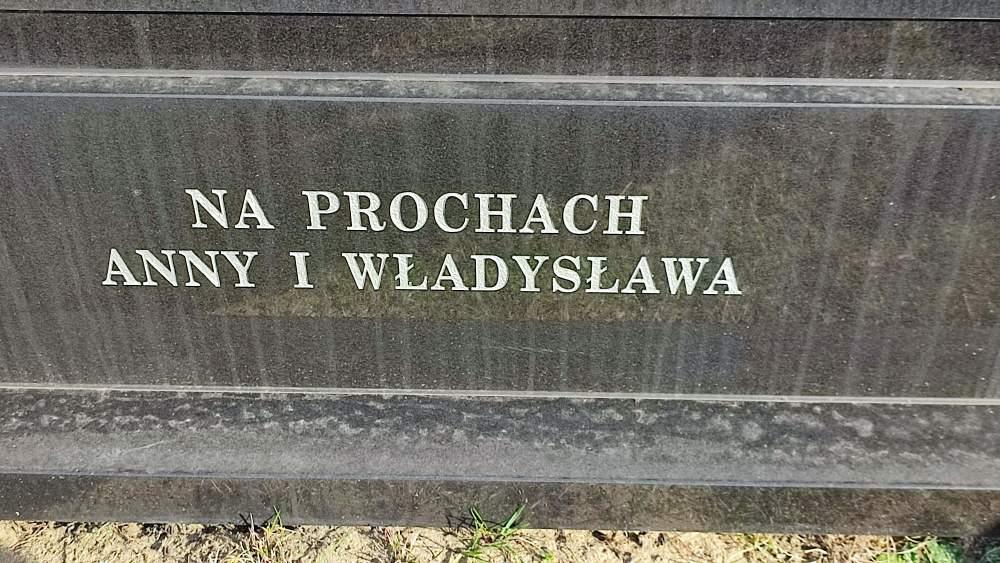 NA PROCHACH
ANNY I WŁADYSŁAWA